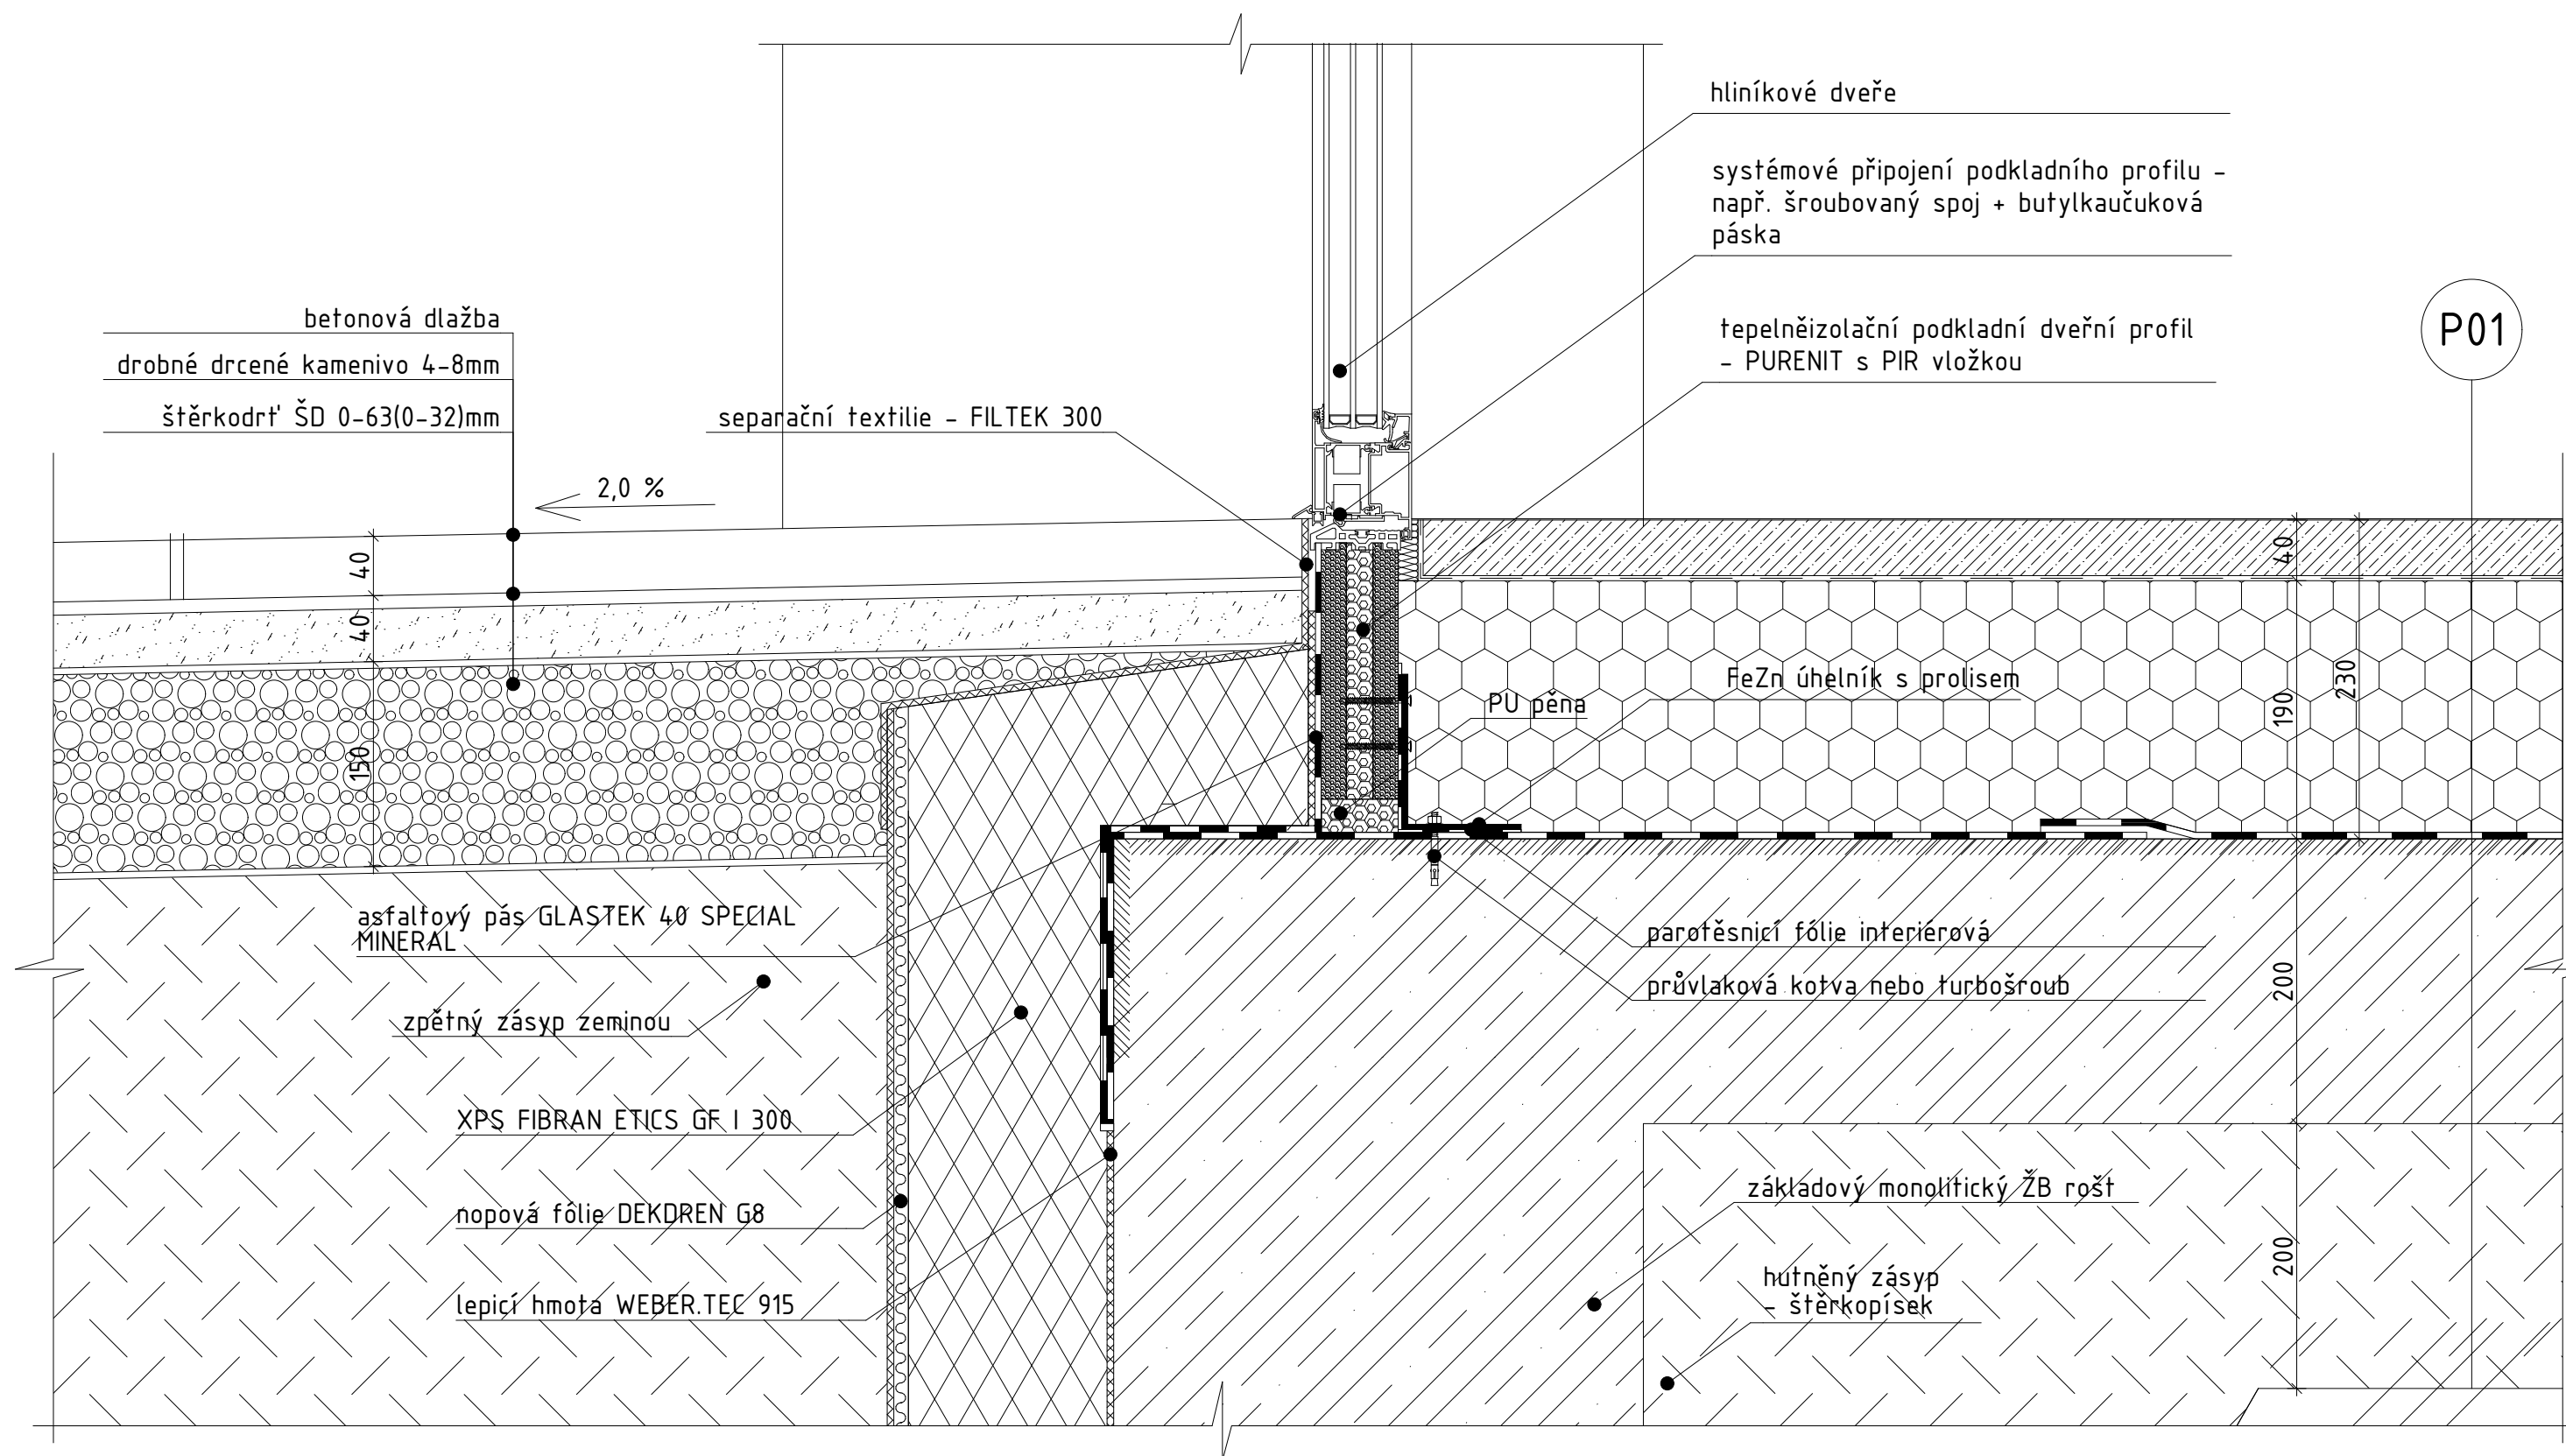 hliníkové dveře
systémové připojení podkladního profilu –
např. šroubovaný spoj + butylkaučuková
páska
betonová dlažba
drobné drcené kamenivo 4-8mm
štěrkodrť ŠD 0-63(0-32)mm
separační textilie – FILTEK 300
tepelněizolační podkladní dveřní profil
– PURENIT s PIR vložkou
P01
2,0 %
40
40
150
40
190
230
200
200
FeZn úhelník s prolisem
PU pěna
asfaltový pás GLASTEK 40 SPECIAL
MINERAL
zpětný zásyp zeminou
XPS FIBRAN ETICS GF I 300
nopová fólie DEKDREN G8
lepicí hmota WEBER.TEC 915
parotěsnicí fólie interiérová
průvlaková kotva nebo turbošroub
základový monolitický ŽB rošt
hutněný zásyp
– štěrkopísek